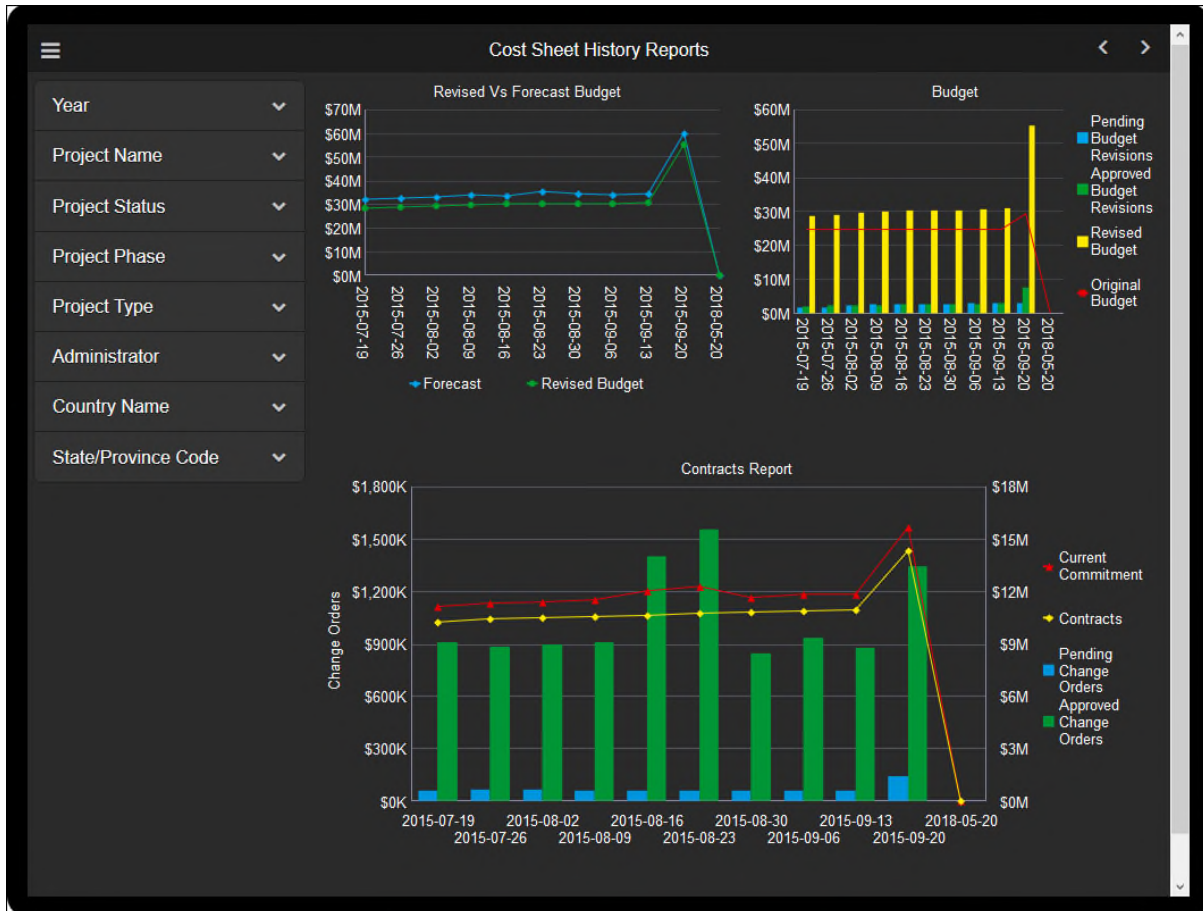 Cost Sheet History Reports
Year
Project Name
Project Status
Project Phase
Project Type
Administrator
Country Name
State/Province Code
Revised Vs Forecast Budget
$70M
$60M
$50M
$40M
$30M
$20M
$10M
$0M
2015-07-19
2015-07-26
2015-08-02
2015-08-09
2015-08-16
2015-08-23
2015-08-30
2015-09-06
2015-09-13
2015-09-20
2018-05-20
Forecast
Revised Budget
Budget
$60M
$50M
$40M
$30M
$20M
$10M
$0M
2015-07-19
2015-07-26
2015-08-02
2015-08-09
2015-08-16
2015-08-23
2015-08-30
2015-09-06
2015-09-13
2015-09-20
2018-05-20
Pending
Budget
Revisions
Approved
Budget
Revisions
Revised
Budget
Original
Budget
Contracts Report
Change Orders
$1,800K
$1,500K
$1,200K
$900K
$600K
$300K
$0K
$18M
$15M
$12M
$9M
$6M
$3M
$0M
2015-07-19 2015-08-02 2015-08-16 2015-08-30 2015-09-13 2018-05-20
2015-07-26 2015-08-09 2015-08-23 2015-09-06 2015-09-20
Current
Commitment
Contracts
Pending
Change
Orders
Approved
Change
Orders